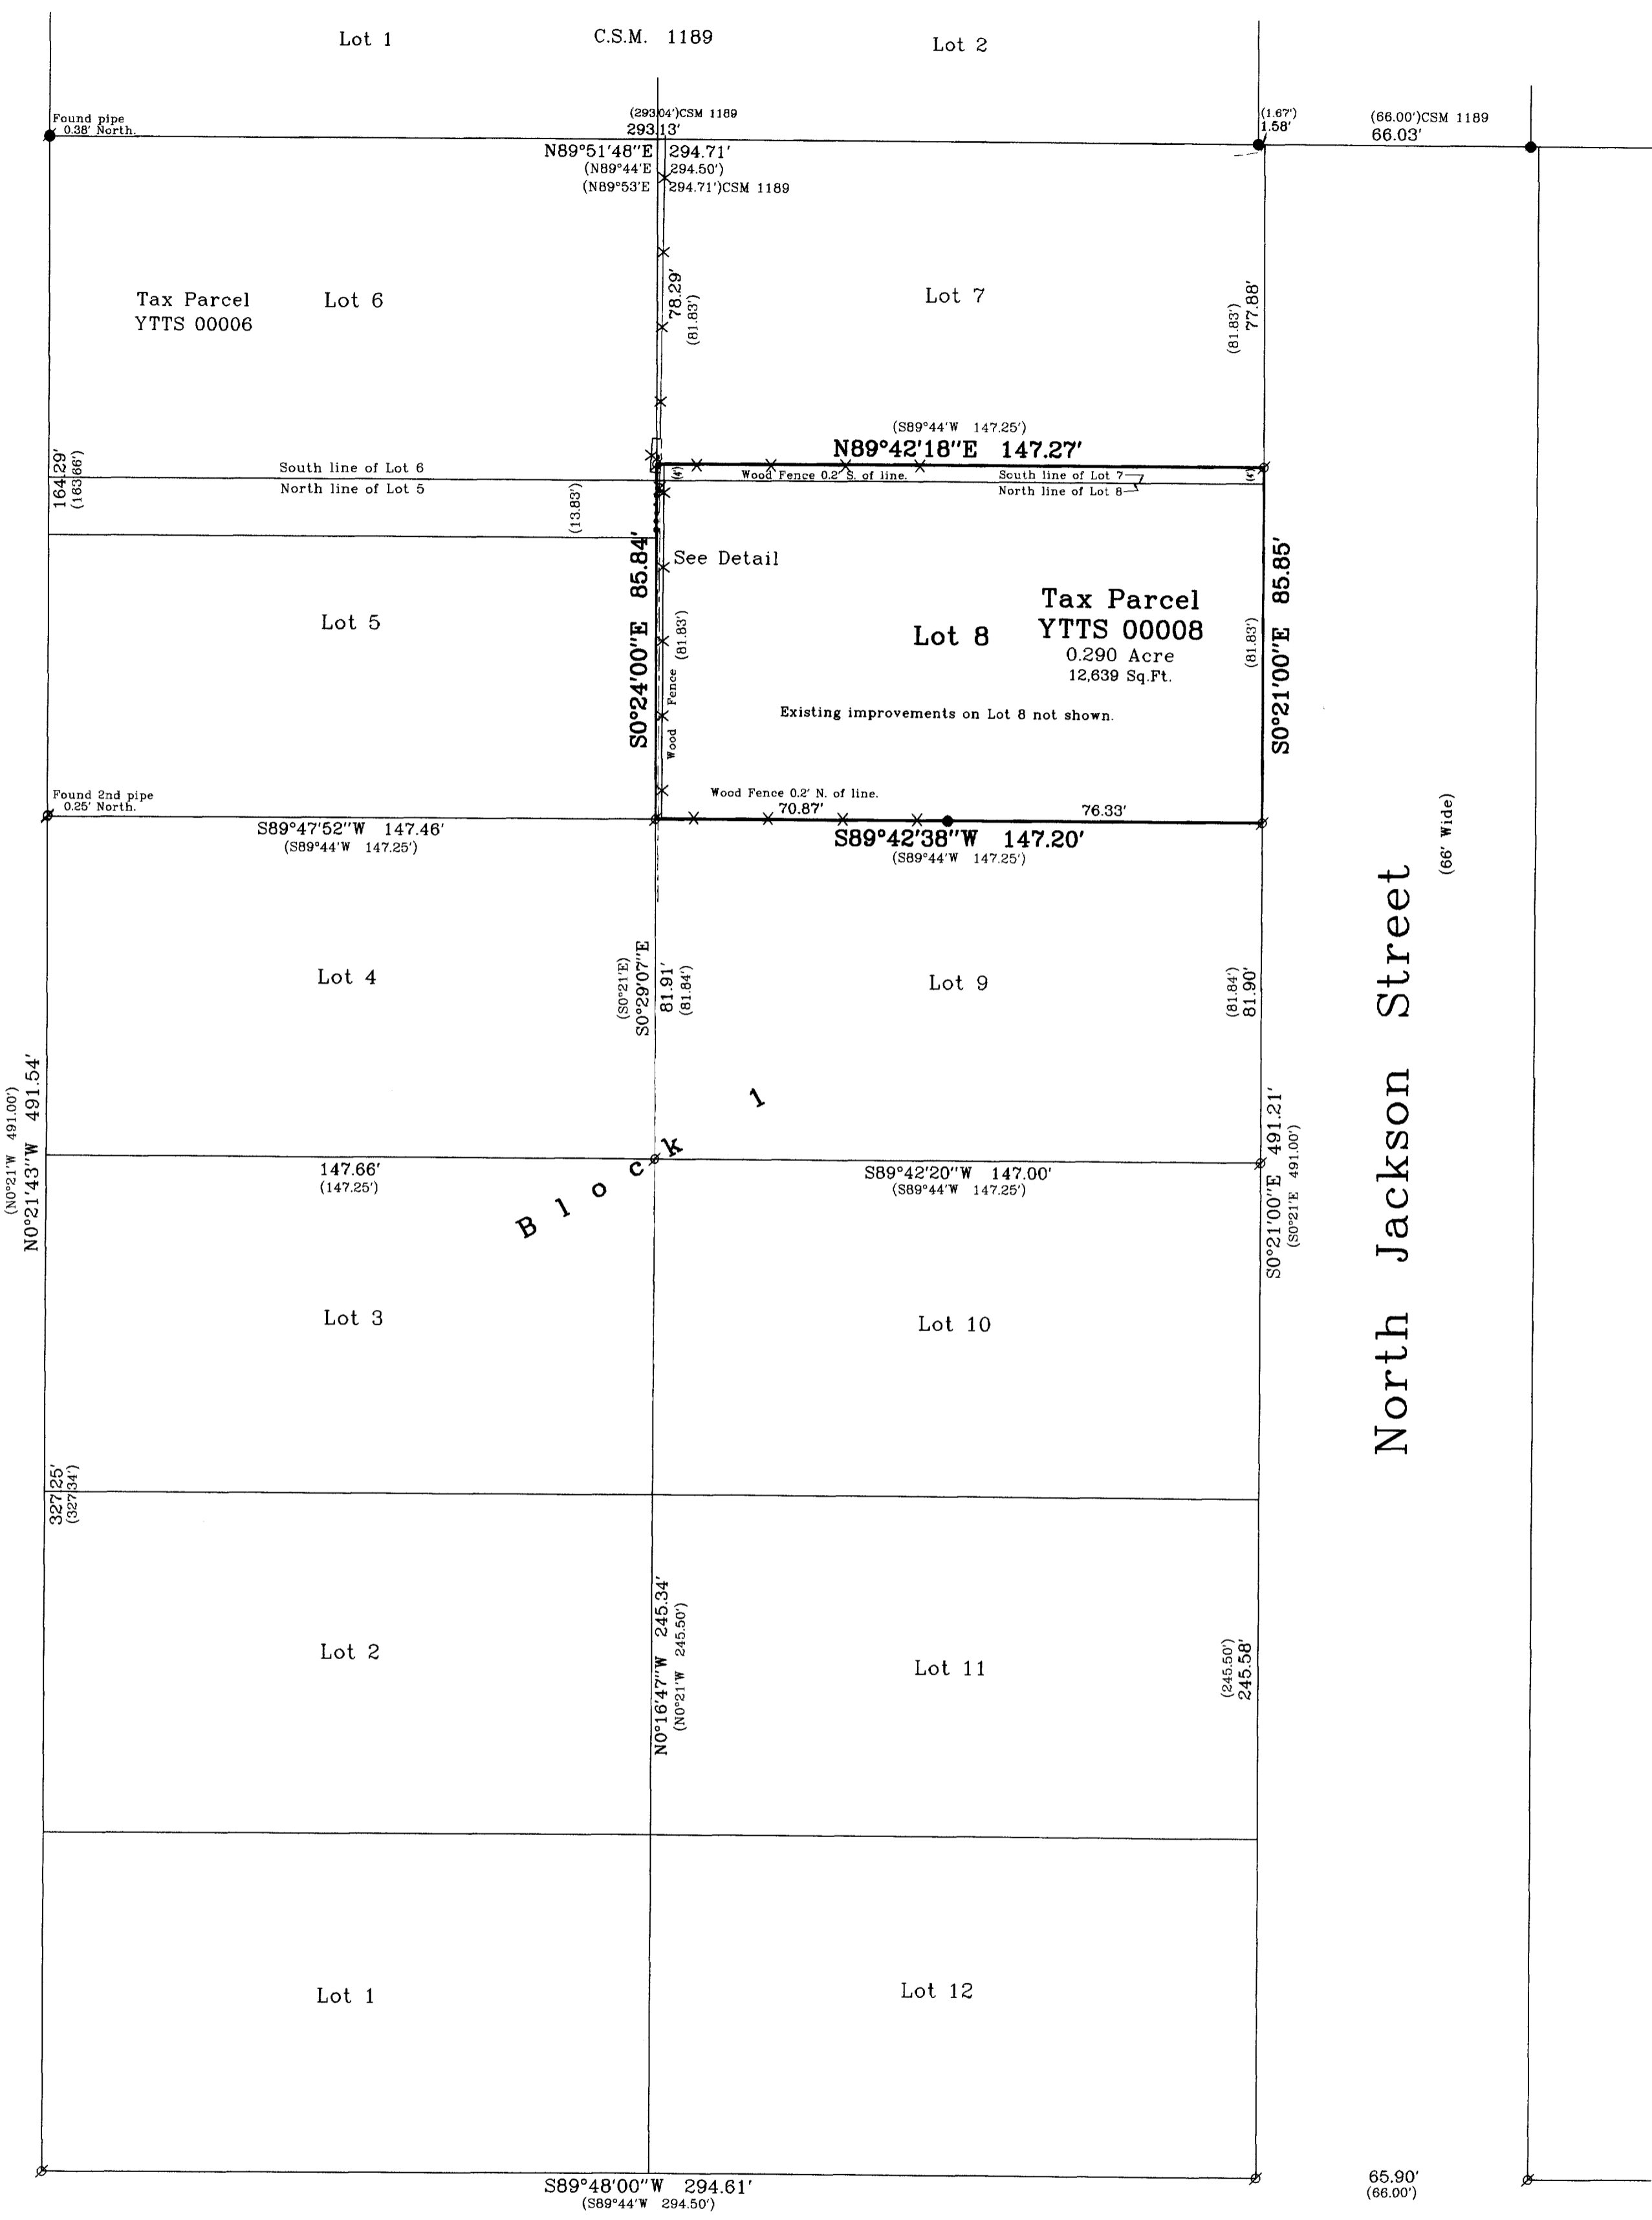 Lot 1
C.S.M. 1189
Lot 2
Found pipe
0.38' North.
(293.04')CSM 1189
293.13'
(1.67')
1.58'
(66.00')CSM 1189
66.03'
N89°51'48"E 294.71'
(N89°44'E 294.50')
(N89°53'E 294.71')CSM 1189
Tax Parcel
YTTS 00006
Lot 6
78.29'
(81.83')
Lot 7
(81.83')
77.88'
(S89°44'W 147.25')
N89°42'18"E 147.27'
164.29'
(163.66')
South line of Lot 6
North line of Lot 5
(13.83')
(4')
Wood Fence 0.2' S. of line.
South line of Lot 7
North line of Lot 8
(4')
S0°24'00"E 85.84'
See Detail
Lot 5
Wood Fence
(81.83')
Lot 8
Tax Parcel
YTTS 00008
0.290 Acre
12,639 Sq.Ft.
(81.83')
S0°21'00"E 85.85'
Existing improvements on Lot 8 not shown.
Found 2nd pipe
0.25' North.
Wood Fence 0.2' N. of line.
70.87'
76.33'
S89°47'52"W 147.46'
(S89°44'W 147.25')
S89°42'38"W 147.20'
(S89°44'W 147.25')
(66' Wide)
North Jackson Street
Lot 4
(S0°21'E)
S0°29'07"E
81.91'
(81.84')
Lot 9
(81.84')
81.90'
(N0°21'W 491.00')
N0°21'43"W 491.54'
Block 1
147.66'
(147.25')
S89°42'20"W 147.00'
(S89°44'W 147.25')
S0°21'00"E 491.21'
(S0°21'E 491.00')
Lot 3
Lot 10
327.25'
(327.34')
Lot 2
N0°16'47"W 245.34'
(N0°21'W 245.50')
Lot 11
(245.50')
245.58'
Lot 1
Lot 12
S89°48'00"W 294.61'
(S89°44'W 294.50')
65.90'
(66.00')